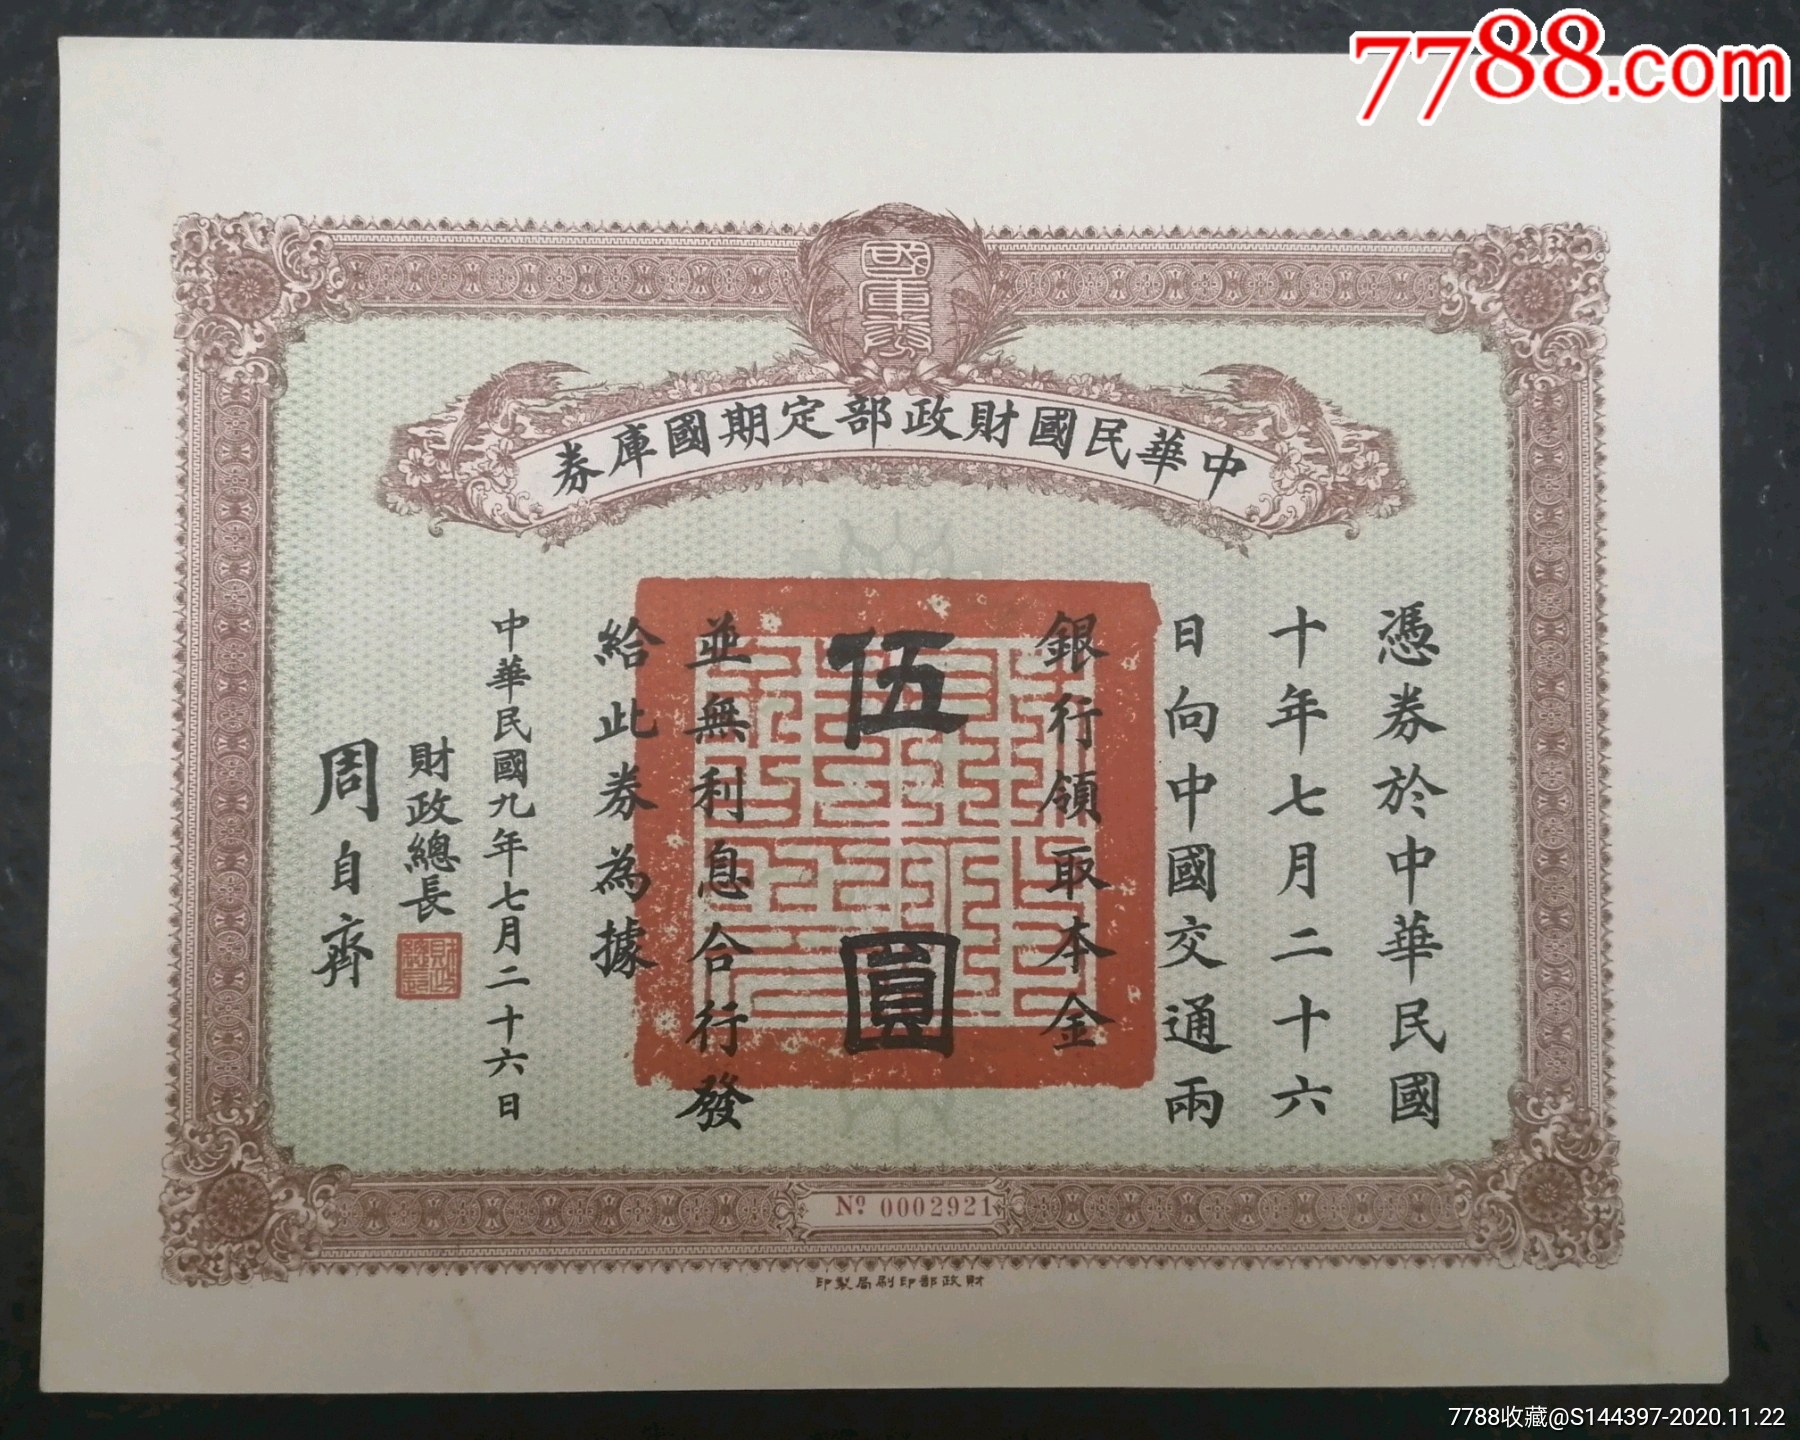 7788.com
國庫券
中華民國財政部定期國庫券
憑券於中華民國
十年七月二十六
日向中國交通兩
銀行領取本金
伍圓
並無利息合行發
給此券為據
中華民國九年七月二十六日
財政總長
周自齊
Nº 0002921
財政部印刷局製印
7788收藏@S144397-2020.11.22